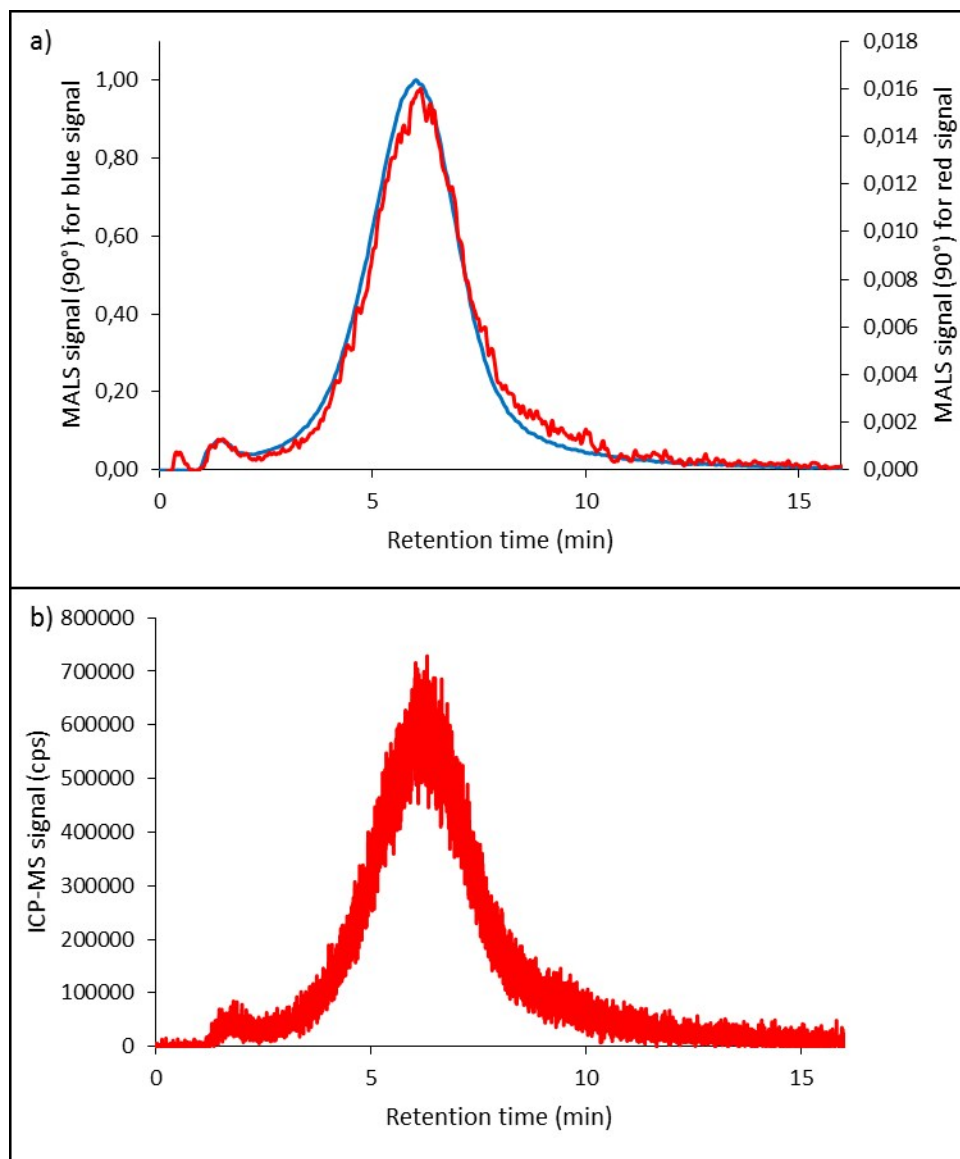 a)
MALS signal (90˚) for blue signal
1,00
0,80
0,60
0,40
0,20
0,00
0,018
0,016
0,014
0,012
0,010
0,008
0,006
0,004
0,002
0,000
MALS signal (90˚) for red signal
0 5 10 15
Retention time (min)
b)
ICP-MS signal (cps)
800000
700000
600000
500000
400000
300000
200000
100000
0
0 5 10 15
Retention time (min)